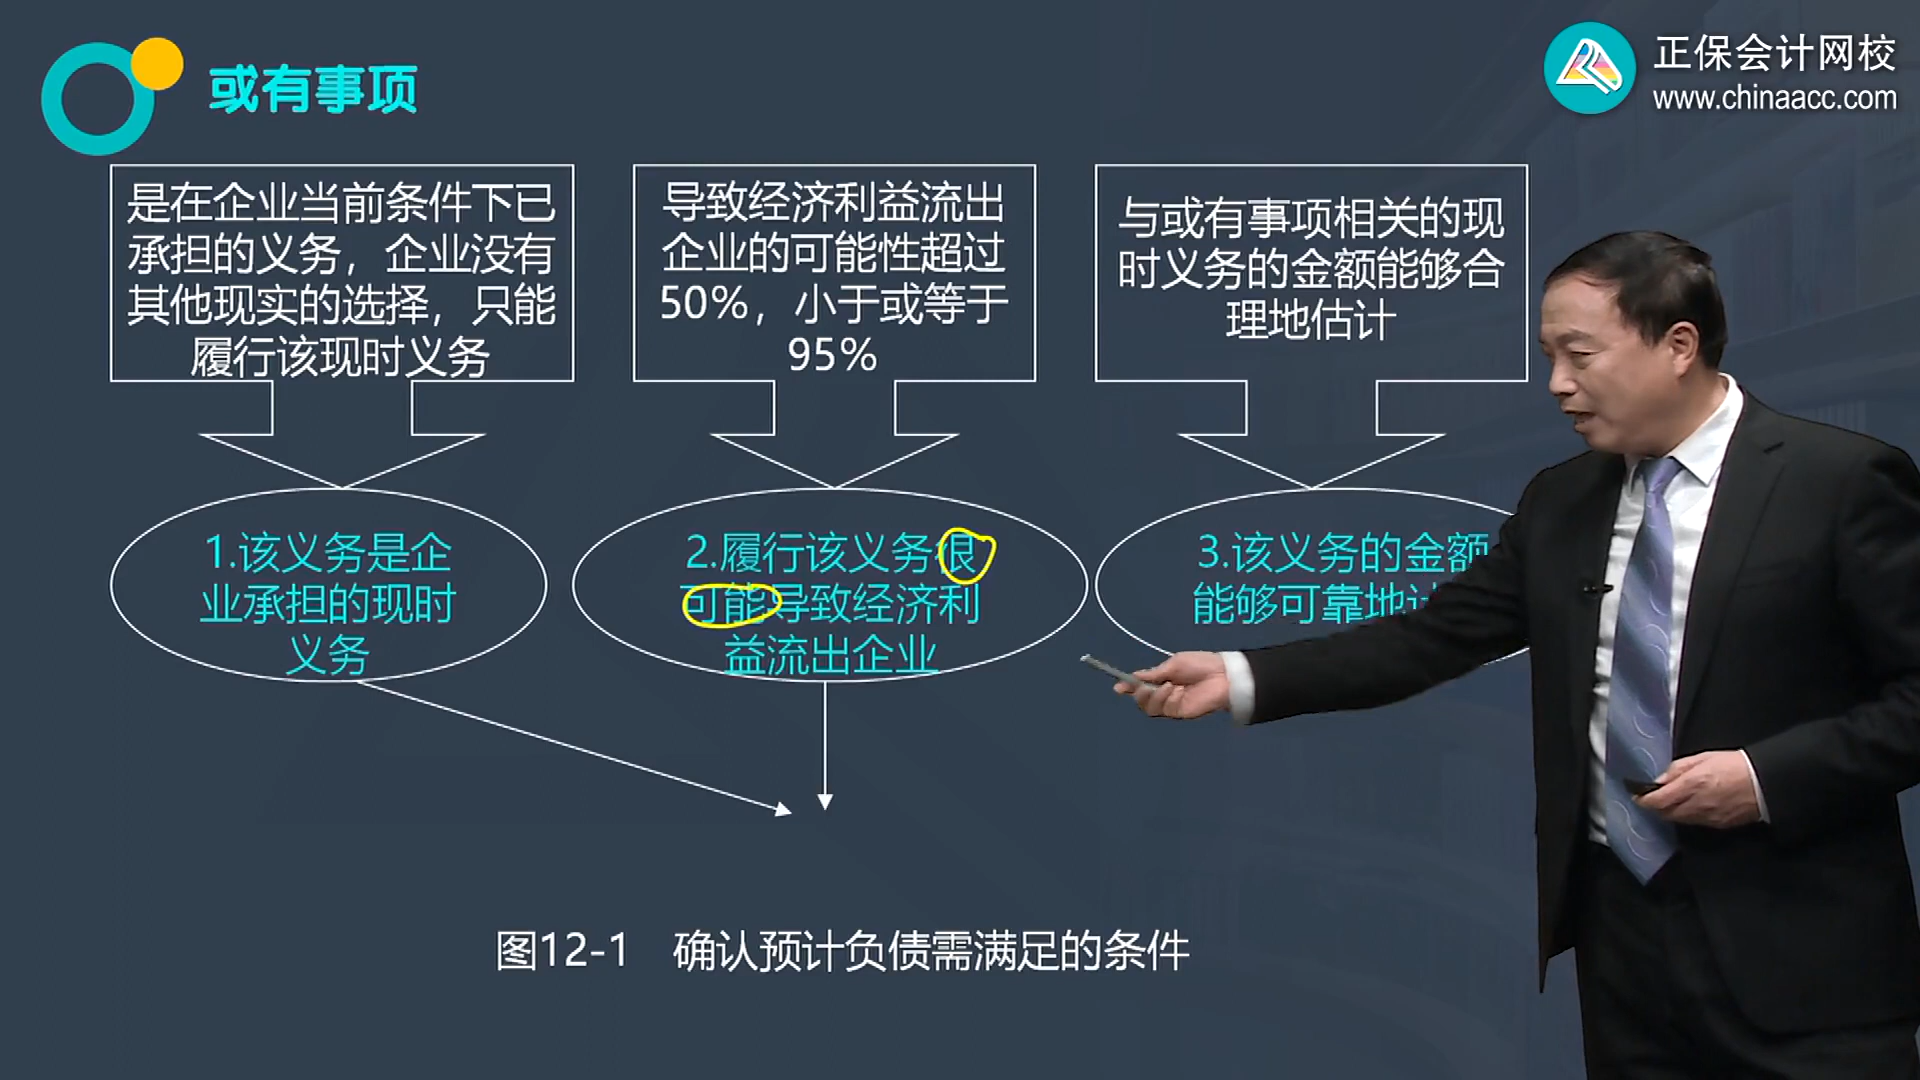 或有事项
正保会计网校
www.chinaacc.com
是在企业当前条件下已
承担的义务，企业没有
其他现实的选择，只能
履行该现时义务
导致经济利益流出
企业的可能性超过
50%，小于或等于
95%
与或有事项相关的现
时义务的金额能够合
理地估计
1.该义务是企
业承担的现时
义务
2.履行该义务很
可能导致经济利
益流出企业
3.该义务的金额
能够可靠地计
图12-1 确认预计负债需满足的条件